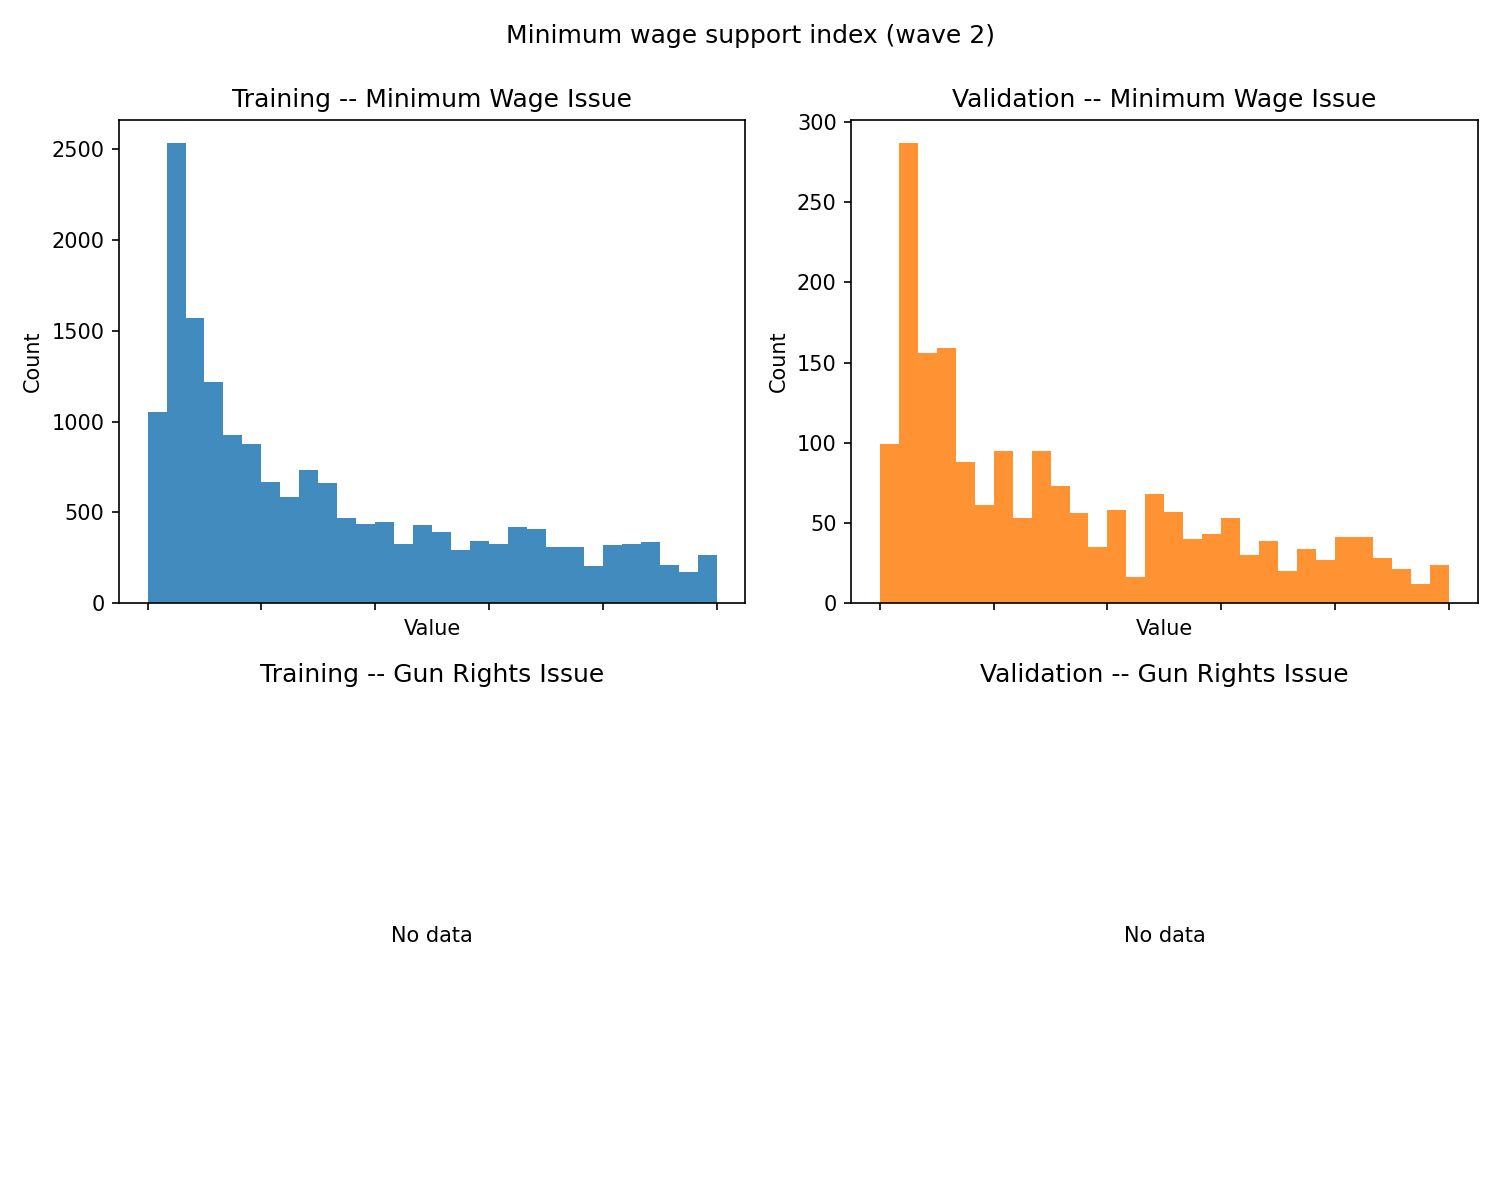 Minimum wage support index (wave 2)
Training -- Minimum Wage Issue
Validation -- Minimum Wage Issue
Count
2500
2000
1500
1000
500
0
Value
Count
300
250
200
150
100
50
0
Value
Training -- Gun Rights Issue
Validation -- Gun Rights Issue
No data
No data